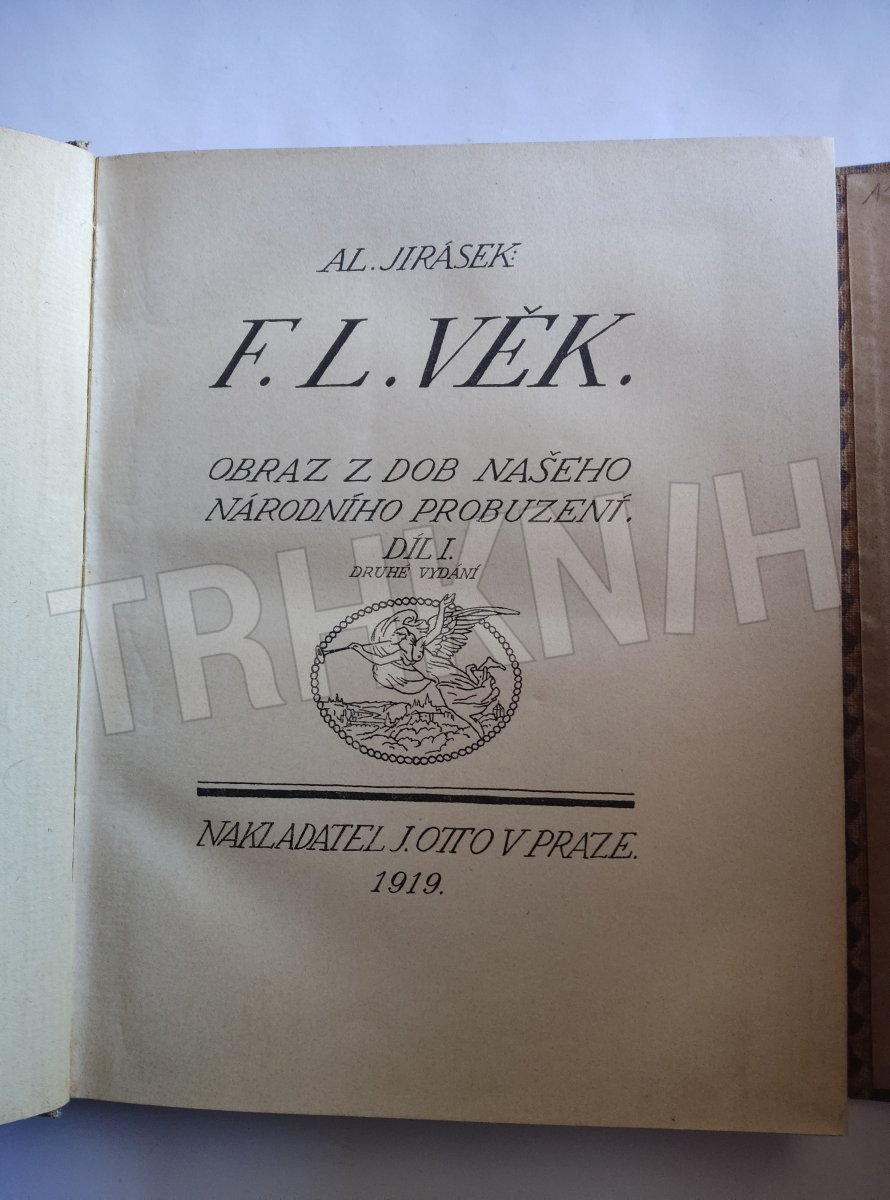 AL. JIRÁSEK:
F. L. VĚK.
OBRAZ Z DOB NAŠEHO
NÁRODNÍHO PROBUZENÍ.
DÍL I.
DRUHÉ VYDÁNÍ
TRHKNIH
NAKLADATEL J. OTTO V PRAZE.
1919.